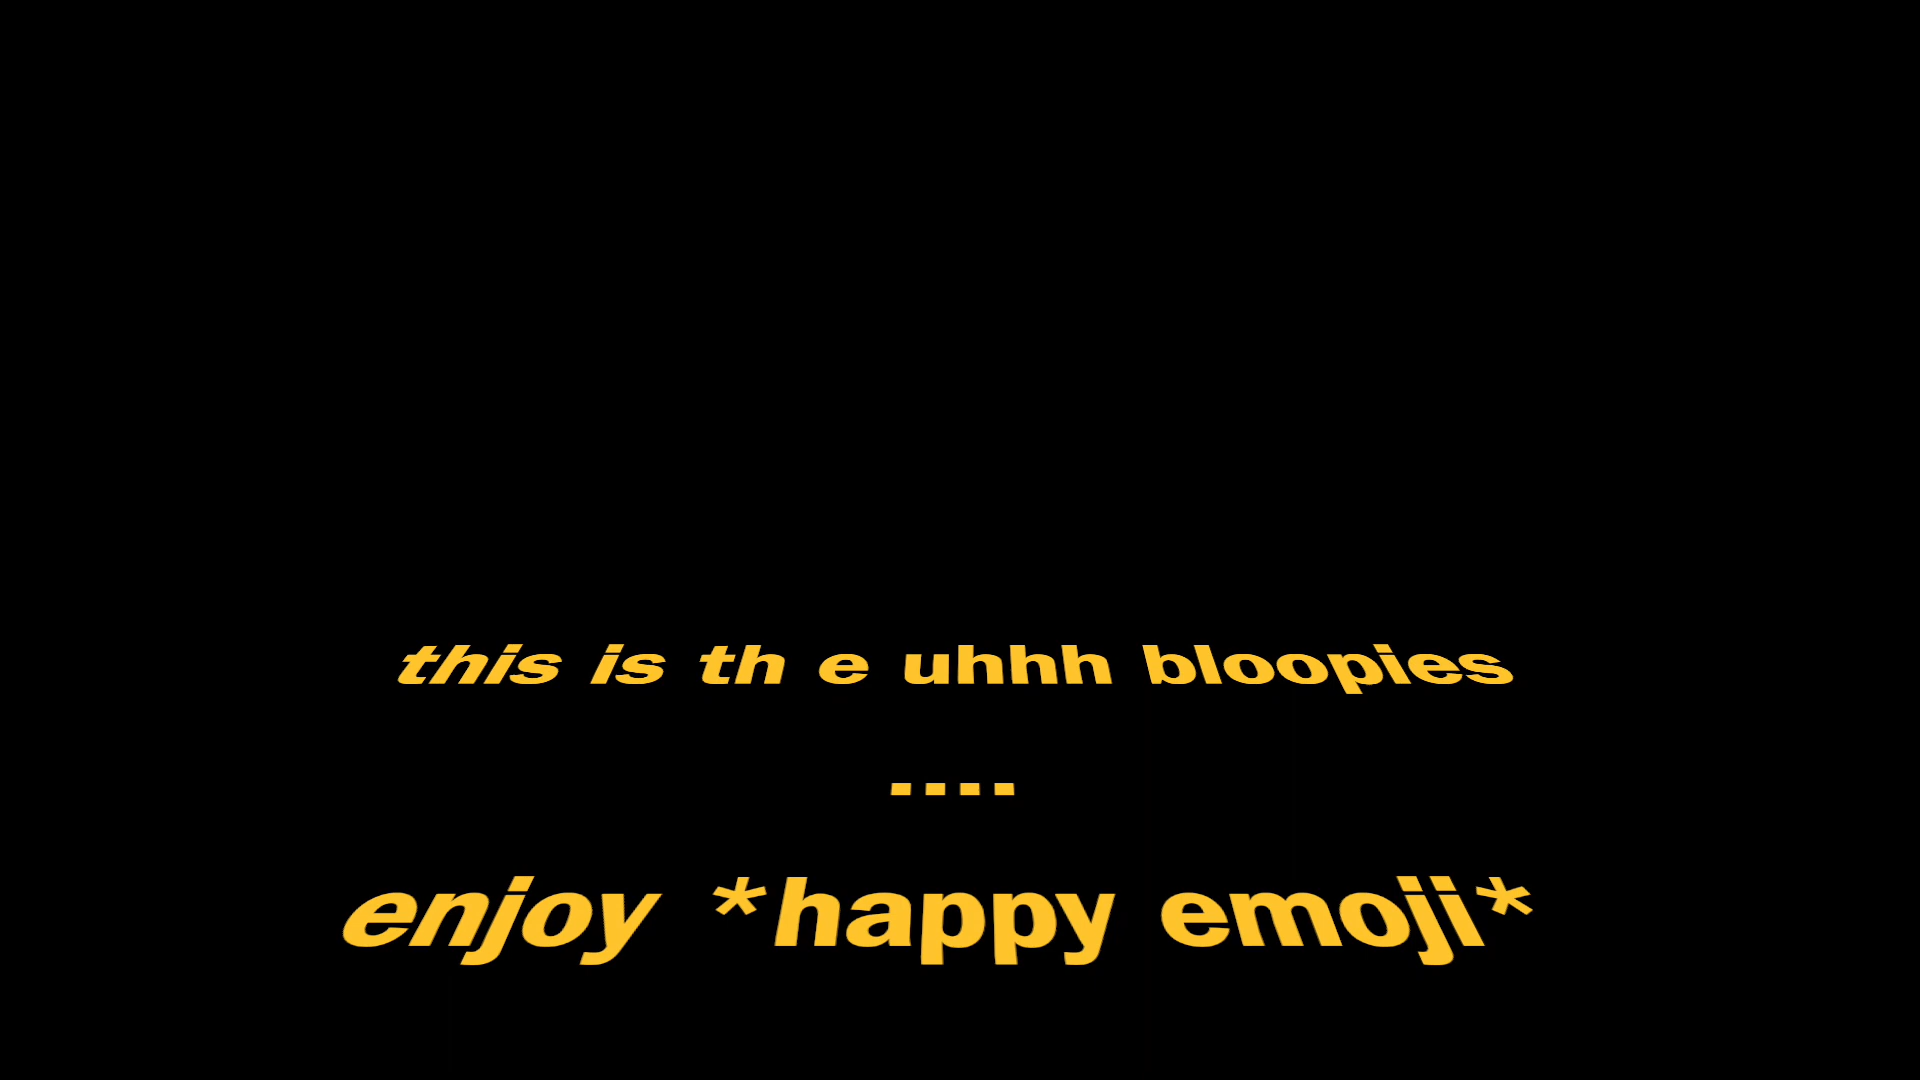 this is th e uhhh bloopies
----
enjoy *happy emoji*